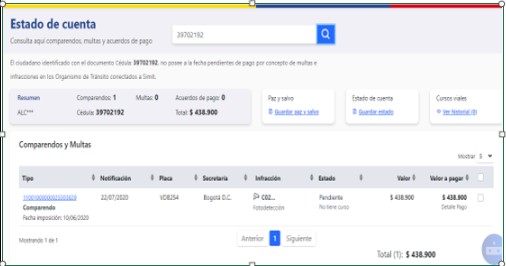 Estado de cuenta
Consulta aquí comparendos, multas y acuerdos de pago
39702192
El ciudadano identificado con el documento Cédula 39702192, no posee a la fecha pendientes de pago por concepto de multas e
infracciones en los Organismo de Tránsito conectados a Simit.
Resumen Comparendos: 1 Multas: 0 Acuerdos de pago: 0
ALC*** Cédula: 39702192 Total: $ 438.900
Paz y salvo
Guardar paz y salvo
Estado de cuenta
Guardar estado
Cursos viales
Ver historial (0)
Comparendos y Multas
Mostrar 5
Tipo Notificación Placa Secretaría Infracción Estado Valor Valor a pagar
22/07/2020 VDB254 Bogotá D.C. C02... Pendiente $ 438.900 $ 438.900
Comparendo Fotodetección No tiene curso Detalle Pago
Fecha imposición: 10/06/2020
Mostrando 1 de 1
Anterior 1 Siguiente
Total (1): $ 438.900